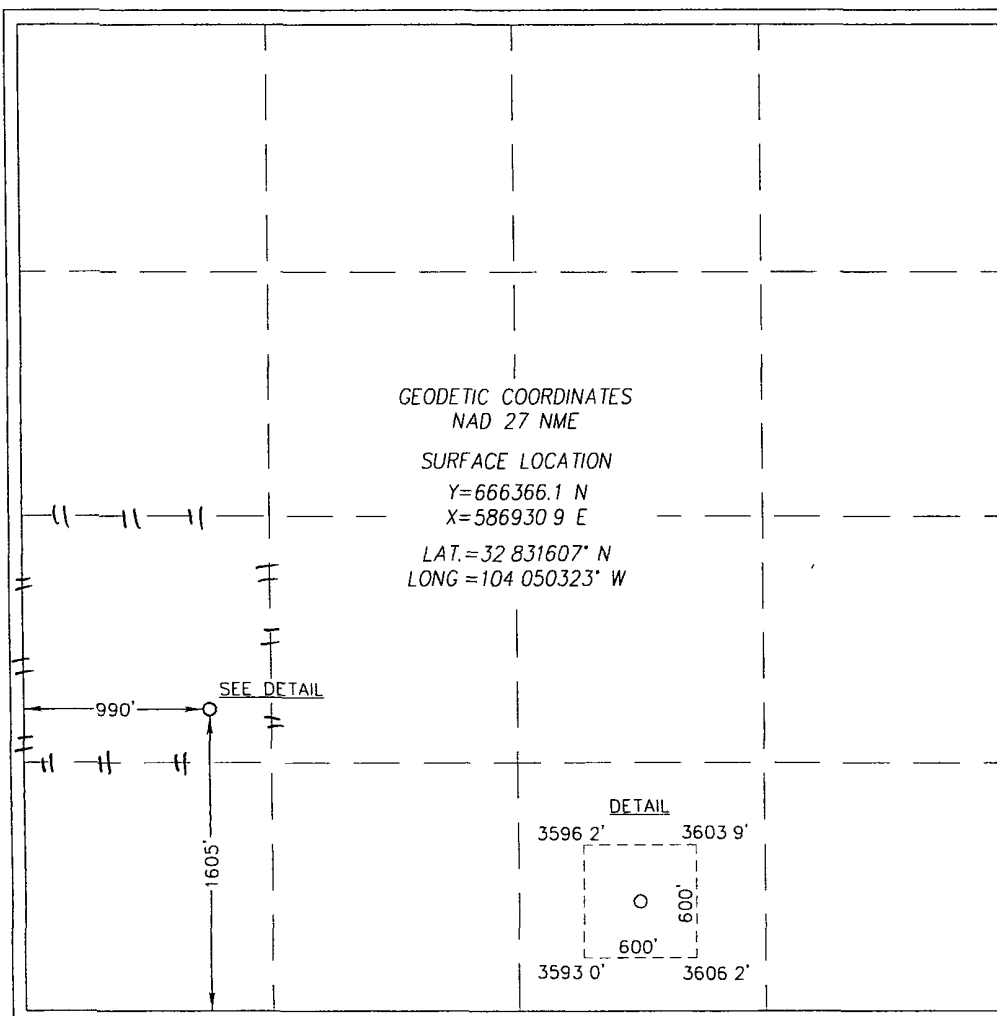 GEODETIC COORDINATES
NAD 27 NME
SURFACE LOCATION
Y=666366.1 N
X=586930 9 E
LAT.=32 831607° N
LONG =104 050323° W
SEE DETAIL
990'
1605'
DETAIL
3596 2' 3603 9'
600'
600'
3593 0' 3606 2'